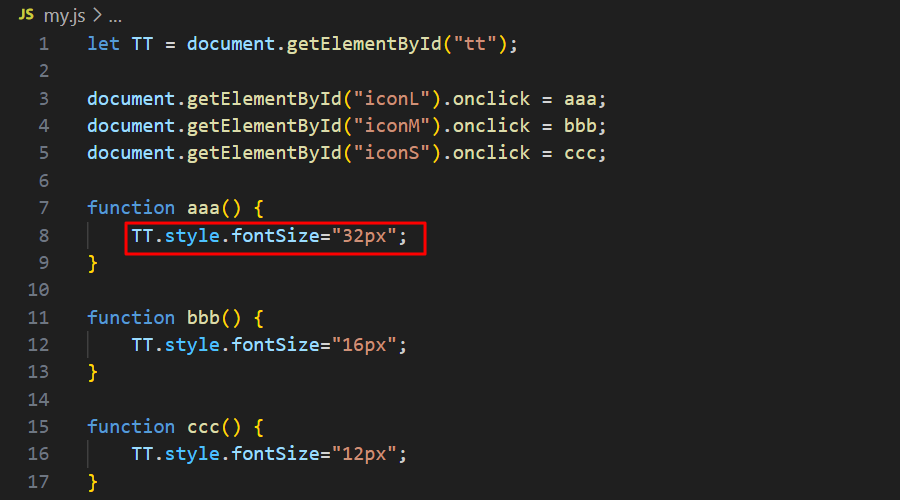 JS my.js > ...
1 let TT = document.getElementById("tt");
2
3 document.getElementById("iconL").onclick = aaa;
4 document.getElementById("iconM").onclick = bbb;
5 document.getElementById("iconS").onclick = ccc;
6
7 function aaa() {
8     TT.style.fontSize="32px";
9 }
10
11 function bbb() {
12     TT.style.fontSize="16px";
13 }
14
15 function ccc() {
16     TT.style.fontSize="12px";
17 }